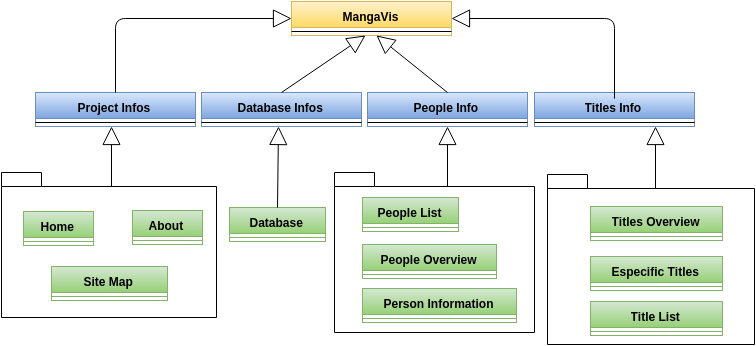 MangaVis
Project Infos
Database Infos
People Info
Titles Info
Home
About
Site Map
Database
People List
People Overview
Person Information
Titles Overview
Especific Titles
Title List